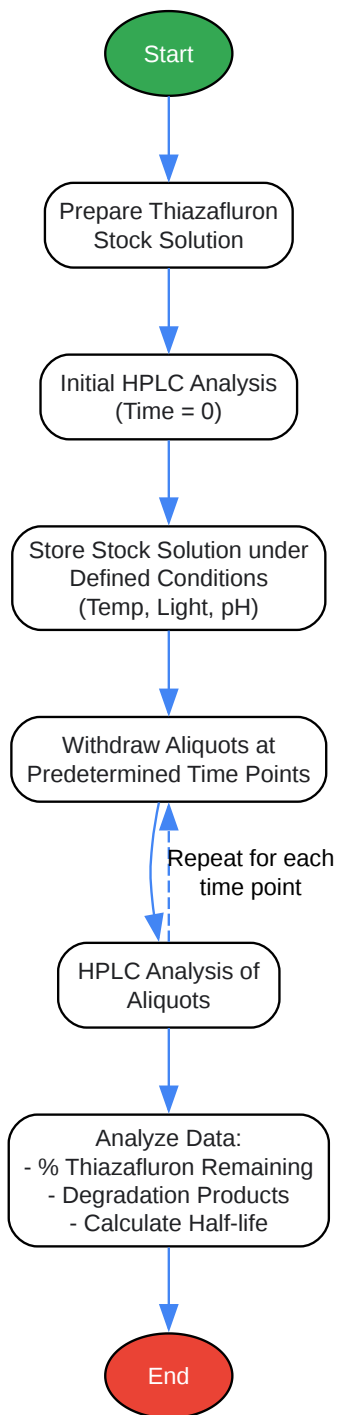 Start
Prepare Thiazafluron
Stock Solution
Initial HPLC Analysis
(Time = 0)
Store Stock Solution under
Defined Conditions
(Temp, Light, pH)
Withdraw Aliquots at
Predetermined Time Points
Repeat for each
time point
HPLC Analysis of
Aliquots
Analyze Data:
- % Thiazafluron Remaining
- Degradation Products
- Calculate Half-life
End